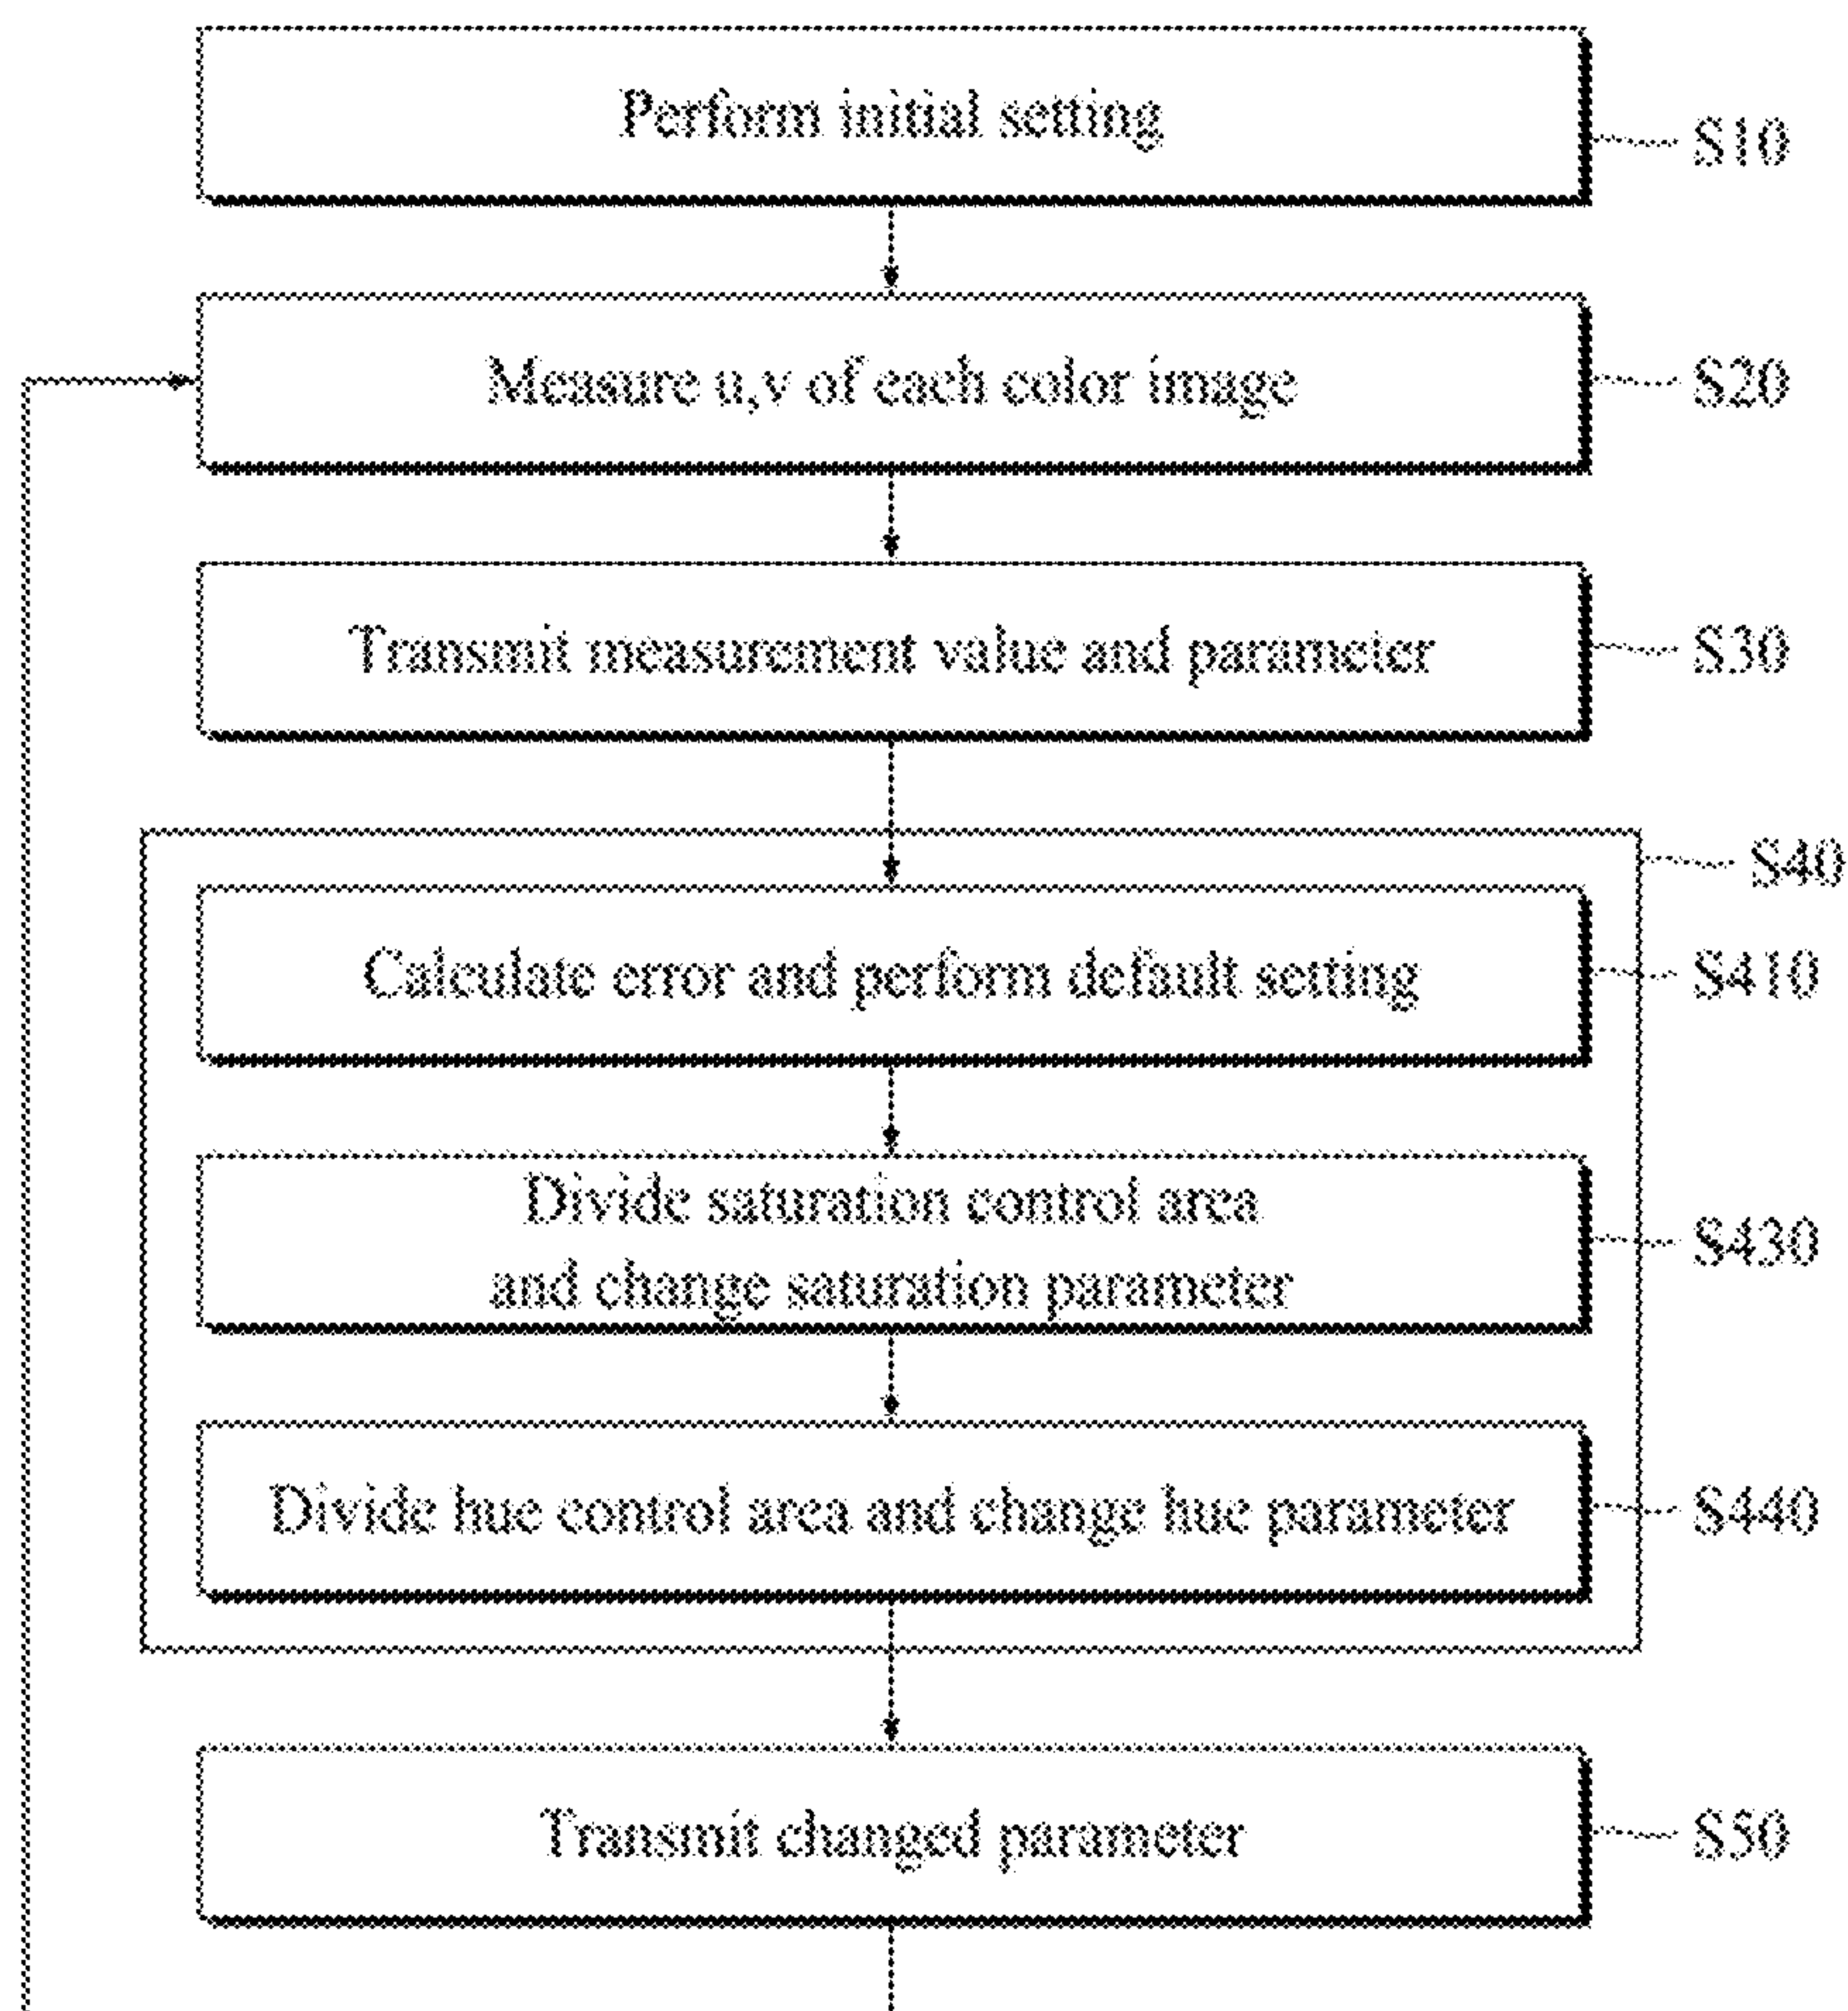 Perform initial setting
S10
Measure u,v of each color image
S20
Transmit measurement value and parameter
S30
S40
Calculate error and perform default setting
S410
Divide saturation control area
and change saturation parameter
S430
Divide hue control area and change hue parameter
S440
Transmit changed parameter
S50